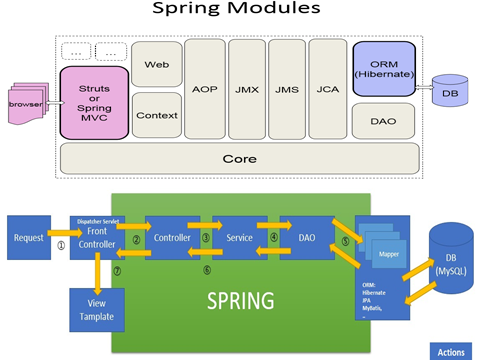 Spring Modules
...
...
browser
Struts
or
Spring
MVC
Web
Context
AOP
JMX
JMS
JCA
ORM
(Hibernate)
DAO
DB
Core
Request
①
Dispatcher Servlet
Front
Controller
②
Controller
③
Service
④
DAO
⑤
Mapper
ORM:
Hibernate
JPA
MyBatis,
DB
(MySQL)
⑦
⑥
View
Tamplate
SPRING
Actions